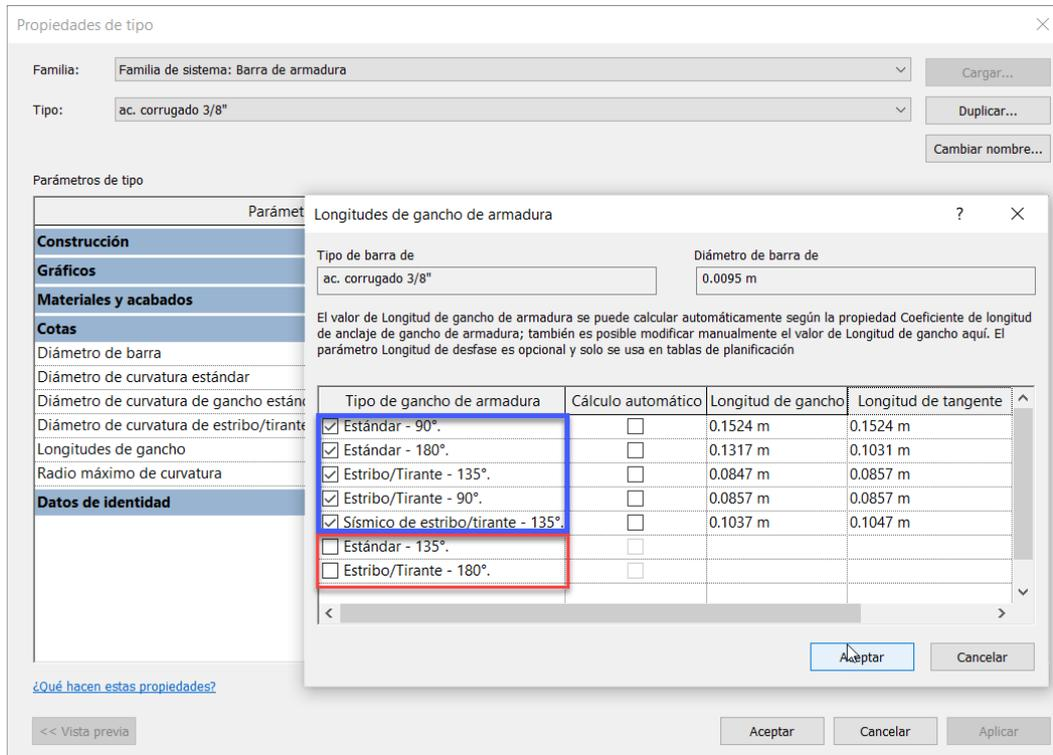 Propiedades de tipo
Familia: Familia de sistema: Barra de armadura Cargar...
Tipo: ac. corrugado 3/8" Duplicar...
Cambiar nombre...
Parámetros de tipo
Parámet
Construcción
Gráficos
Materiales y acabados
Cotas
Diámetro de barra
Diámetro de curvatura estándar
Diámetro de curvatura de gancho están
Diámetro de curvatura de estribo/tirante
Longitudes de gancho
Radio máximo de curvatura
Datos de identidad
Longitudes de gancho de armadura ?
Tipo de barra de Diámetro de barra de
ac. corrugado 3/8" 0.0095 m
El valor de Longitud de gancho de armadura se puede calcular automáticamente según la propiedad Coeficiente de longitud
de anclaje de gancho de armadura; también es posible modificar manualmente el valor de Longitud de gancho aquí. El
parámetro Longitud de desfase es opcional y solo se usa en tablas de planificación
Tipo de gancho de armadura Cálculo automático Longitud de gancho Longitud de tangente
Estándar - 90°. 0.1524 m 0.1524 m
Estándar - 180°. 0.1317 m 0.1031 m
Estribo/Tirante - 135°. 0.0847 m 0.0857 m
Estribo/Tirante - 90°. 0.0857 m 0.0857 m
Sísmico de estribo/tirante - 135°. 0.1037 m 0.1047 m
Estándar - 135°.
Estribo/Tirante - 180°.
Aceptar Cancelar
¿Qué hacen estas propiedades?
<< Vista previa Aceptar Cancelar Aplicar